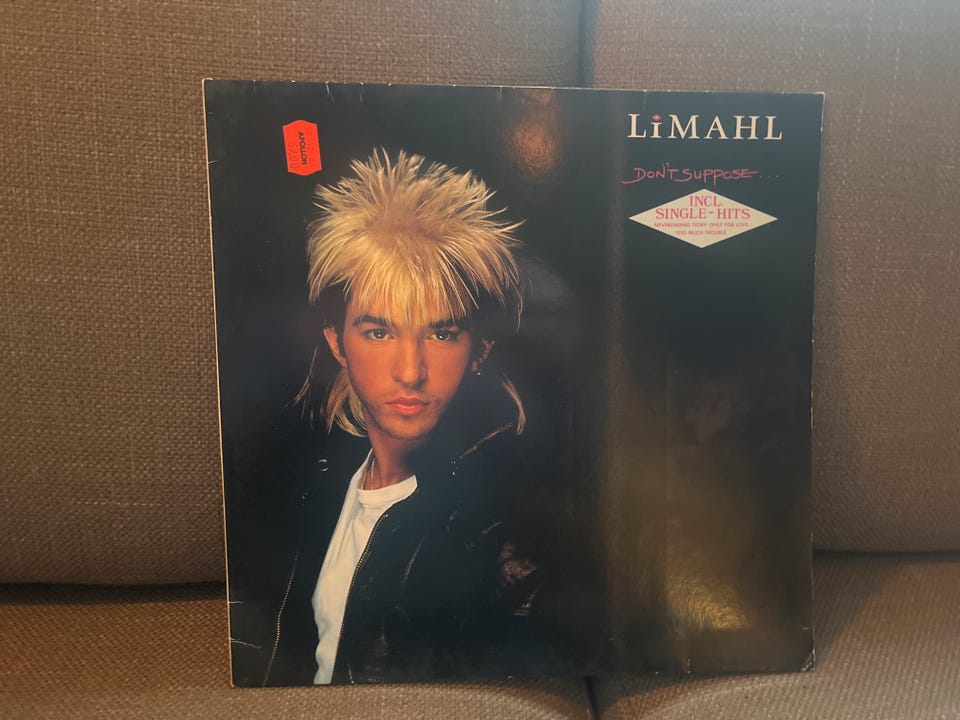 LiMAHL
DON'T SUPPOSE...
INCL.
SINGLE-HITS
NEVERENDING STORY ONLY FOR LOVE
TOO MUCH TROUBLE
APOLLON